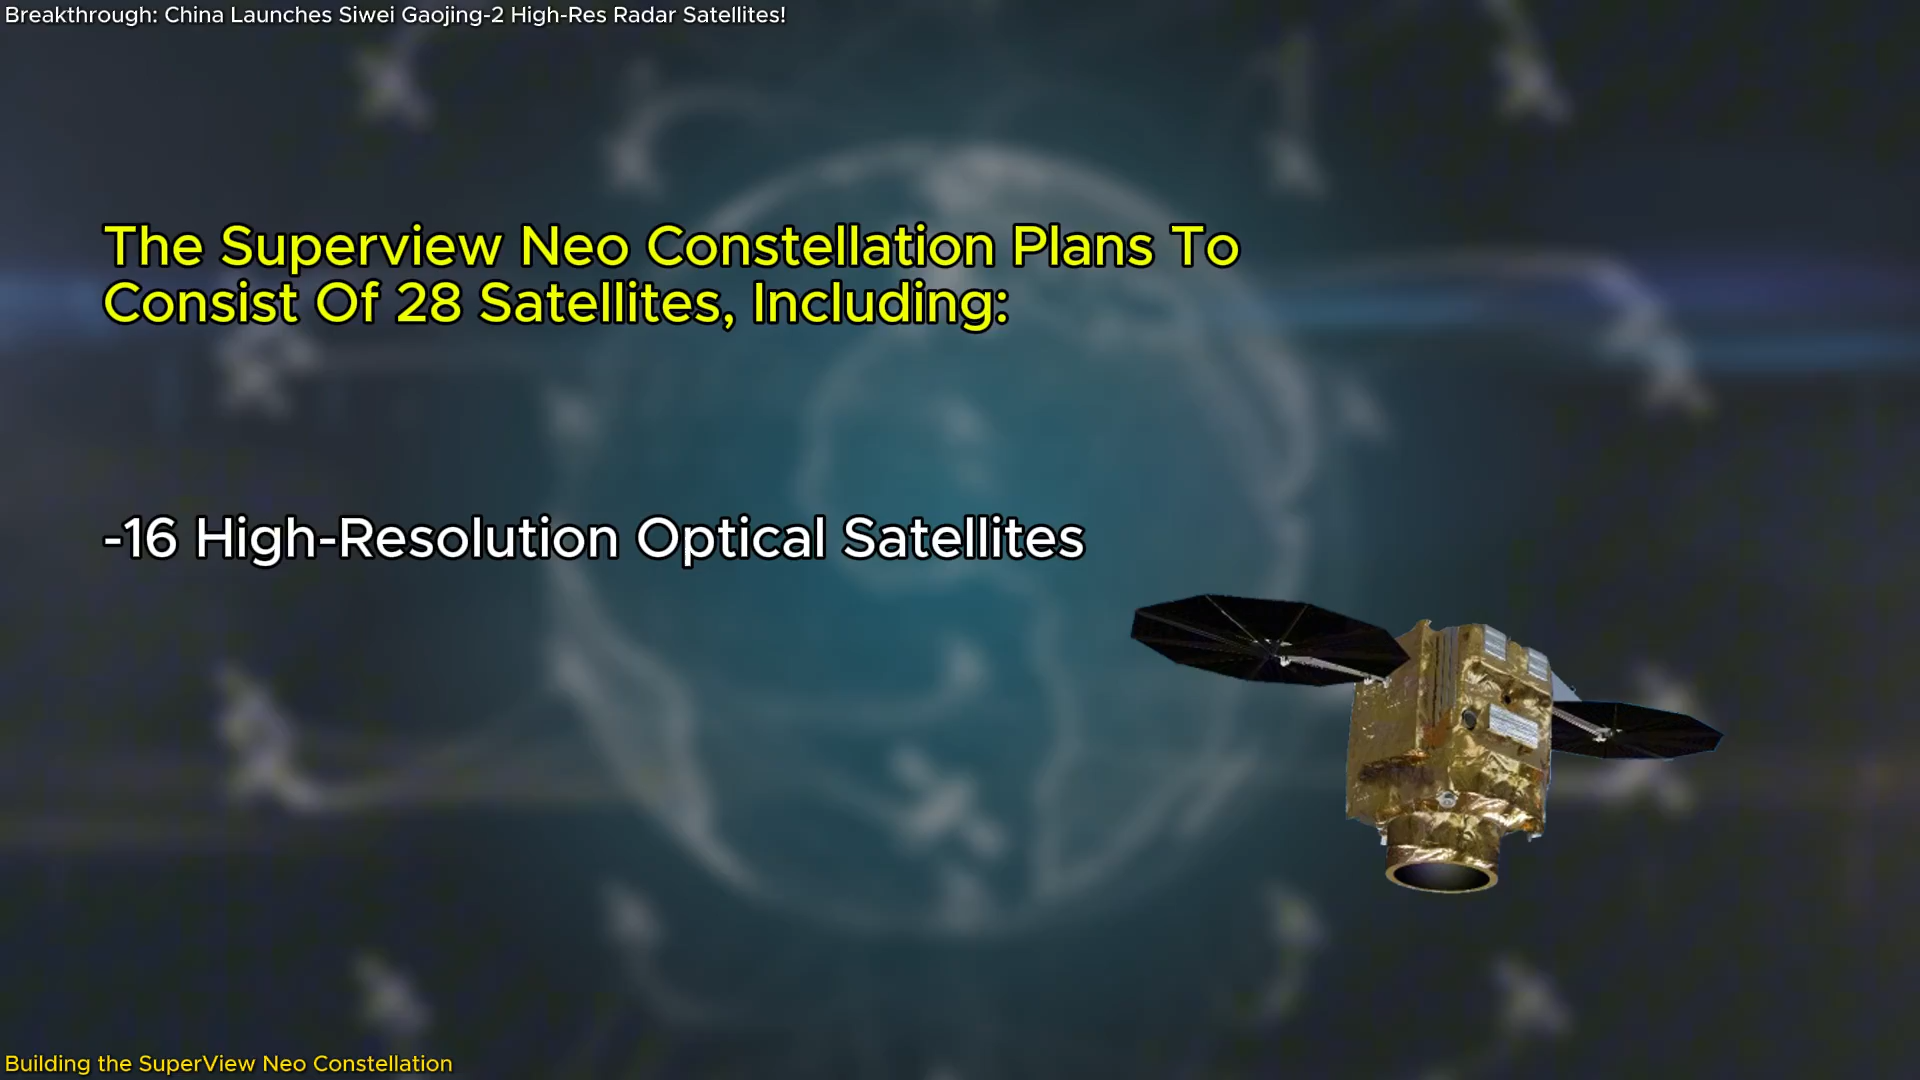 Breakthrough: China Launches Siwei Gaojing-2 High-Res Radar Satellites!
The Superview Neo Constellation Plans To
Consist Of 28 Satellites, Including:
-16 High-Resolution Optical Satellites
Building the SuperView Neo Constellation